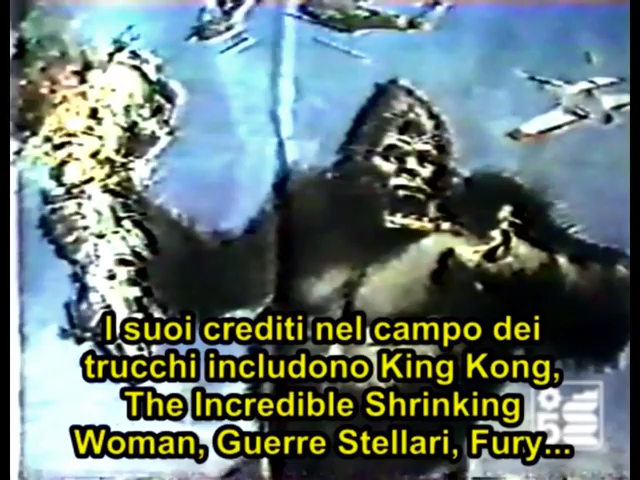 I suoi crediti nel campo dei
trucchi includono King Kong,
The Incredible Shrinking
Woman, Guerre Stellari, Fury...